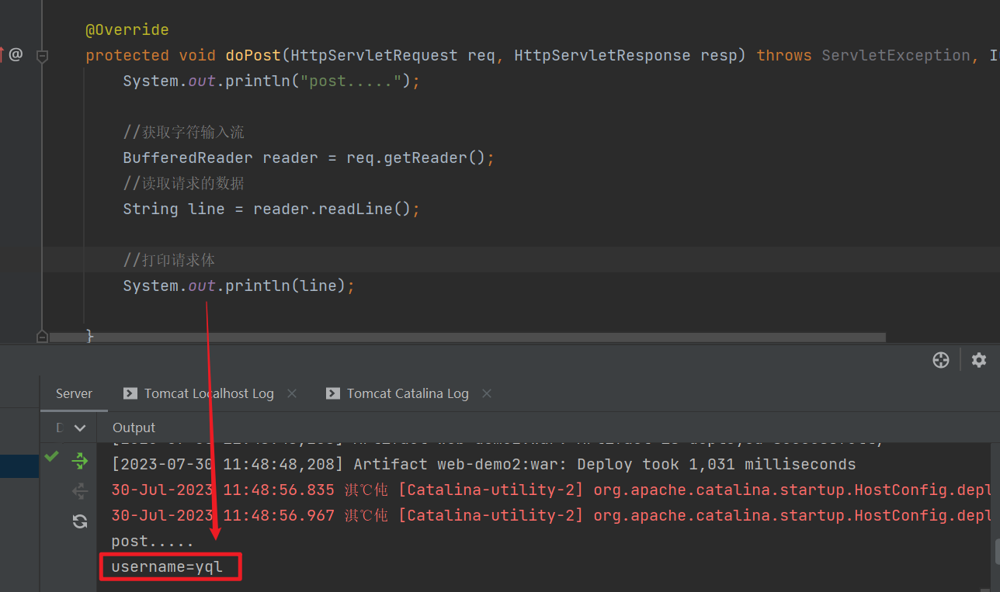 @Override
@
protected void doPost(HttpServletRequest req, HttpServletResponse resp) throws ServletException, I
System.out.println("post.....");
//获取字符输入流
BufferedReader reader = req.getReader();
//读取请求的数据
String line = reader.readLine();
//打印请求体
System.out.println(line);
}
Server
Tomcat Localhost Log
Tomcat Catalina Log
Output
[2023-07-30 11:48:48,208] Artifact web-demo2:war: Deploy took 1,031 milliseconds
30-Jul-2023 11:48:56.835 淇℃伅 [Catalina-utility-2] org.apache.catalina.startup.HostConfig.depl
30-Jul-2023 11:48:56.967 淇℃伅 [Catalina-utility-2] org.apache.catalina.startup.HostConfig.depl
post.....
username=yql